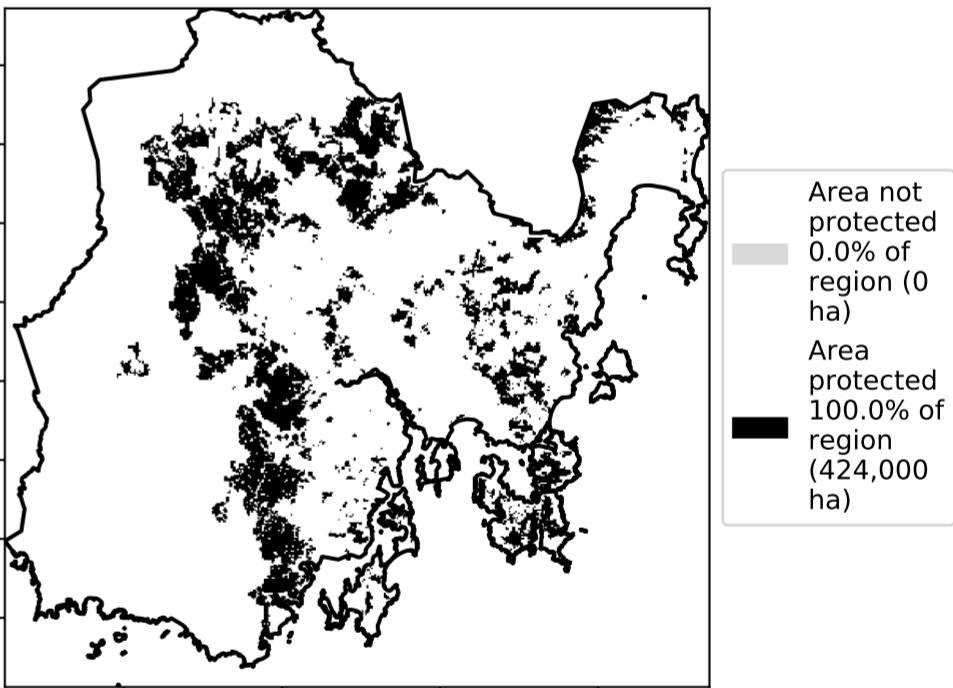 Area not
protected
0.0% of
region (0
ha)
Area
protected
100.0% of
region
(424,000
ha)